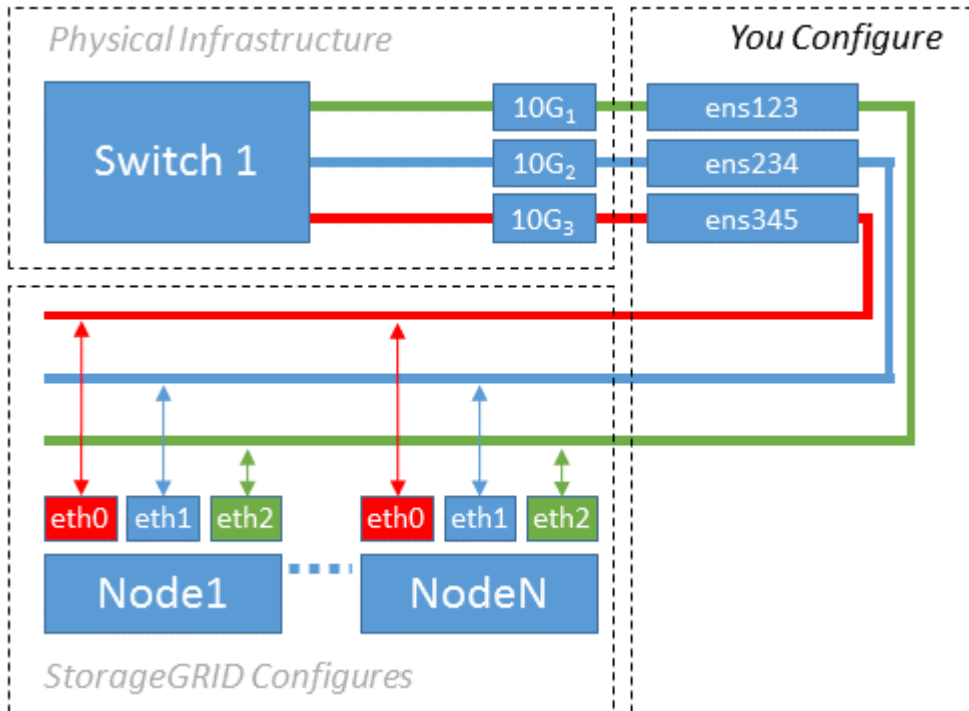 Physical Infrastructure
You Configure
Switch 1
10G₁
ens123
10G₂
ens234
10G₃
ens345
eth0
eth1
eth2
eth0
eth1
eth2
Node1
NodeN
StorageGRID Configures